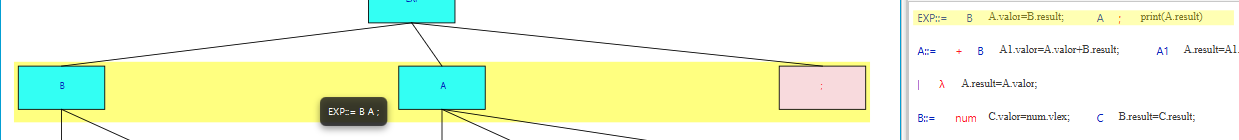 EXP
B
A
;
EXP::= B A ;
EXP::= B A.valor=B.result; A ; print(A.result)
A::= + B A1.valor=A.valor+B.result; A1 A.result=A1.
| λ A.result=A.valor;
B::= num C.valor=num.vlex; C B.result=C.result;